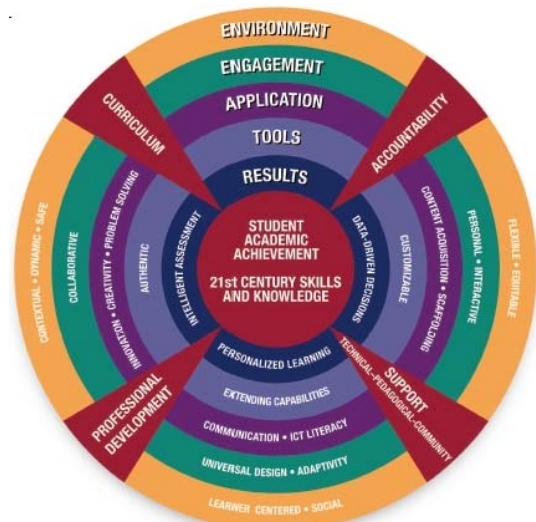 ENVIRONMENT
ENGAGEMENT
APPLICATION
TOOLS
RESULTS
CURRICULUM
ACCOUNTABILITY
STUDENT
ACADEMIC
ACHIEVEMENT
21st CENTURY SKILLS
AND KNOWLEDGE
CONTEXTUAL • DYNAMIC • SAFE
COLLABORATIVE
INNOVATION • CREATIVITY • PROBLEM SOLVING
AUTHENTIC
INTELLIGENT ASSESSMENT
DATA-DRIVEN DECISIONS
CUSTOMIZABLE
CONTENT ACQUISITION • SCAFFOLDING
PERSONAL • INTERACTIVE
FLEXIBLE • EQUITABLE
PROFESSIONAL
DEVELOPMENT
SUPPORT
TECHNICAL–PEDAGOGICAL–COMMUNITY
PERSONALIZED LEARNING
EXTENDING CAPABILITIES
COMMUNICATION • ICT LITERACY
UNIVERSAL DESIGN • ADAPTIVITY
LEARNER CENTERED • SOCIAL